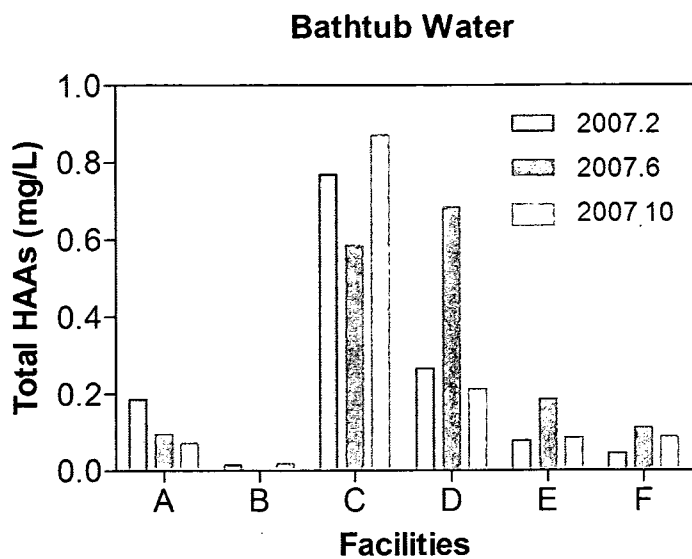 Bathtub Water
Total HAAs (mg/L)
1.0
0.8
0.6
0.4
0.2
0.0
2007.2
2007.6
2007.10
A B C D E F
Facilities